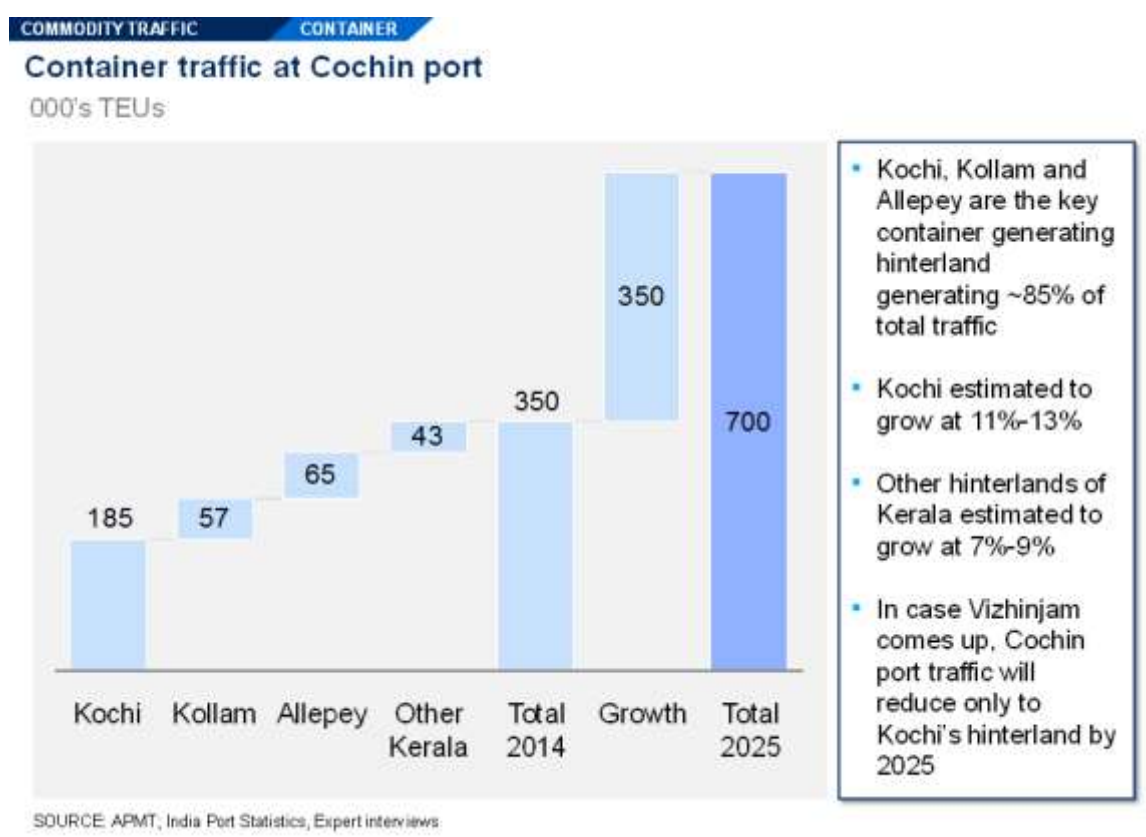 COMMODITY TRAFFIC CONTAINER
Container traffic at Cochin port
000's TEUs
185
57
65
43
350
350
700
Kochi
Kollam
Allepey
Other
Kerala
Total
2014
Growth
Total
2025
▪ Kochi, Kollam and
Allepey are the key
container generating
hinterland
generating ~85% of
total traffic
▪ Kochi estimated to
grow at 11%-13%
▪ Other hinterlands of
Kerala estimated to
grow at 7%-9%
▪ In case Vizhinjam
comes up, Cochin
port traffic will
reduce only to
Kochi's hinterland by
2025
SOURCE: APMT, India Port Statistics, Expert interviews